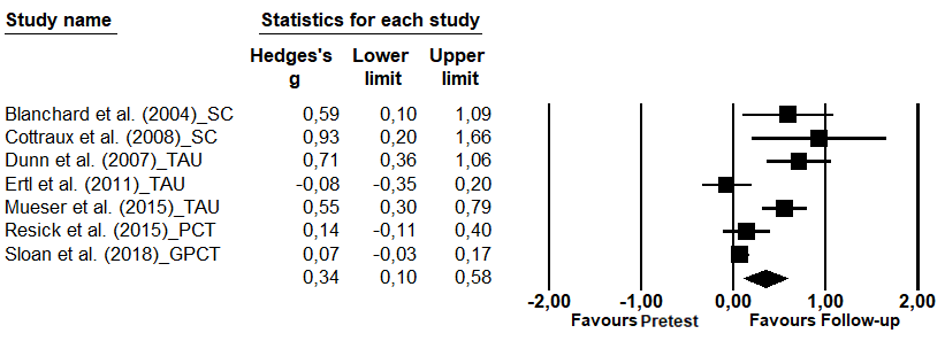 Study name Statistics for each study
Hedges's Lower Upper
g limit limit
Blanchard et al. (2004)_SC 0,59 0,10 1,09
Cottraux et al. (2008)_SC 0,93 0,20 1,66
Dunn et al. (2007)_TAU 0,71 0,36 1,06
Ertl et al. (2011)_TAU -0,08 -0,35 0,20
Mueser et al. (2015)_TAU 0,55 0,30 0,79
Resick et al. (2015)_PCT 0,14 -0,11 0,40
Sloan et al. (2018)_GPCT 0,07 -0,03 0,17
0,34 0,10 0,58
-2,00 -1,00 0,00 1,00 2,00
Favours Pretest Favours Follow-up